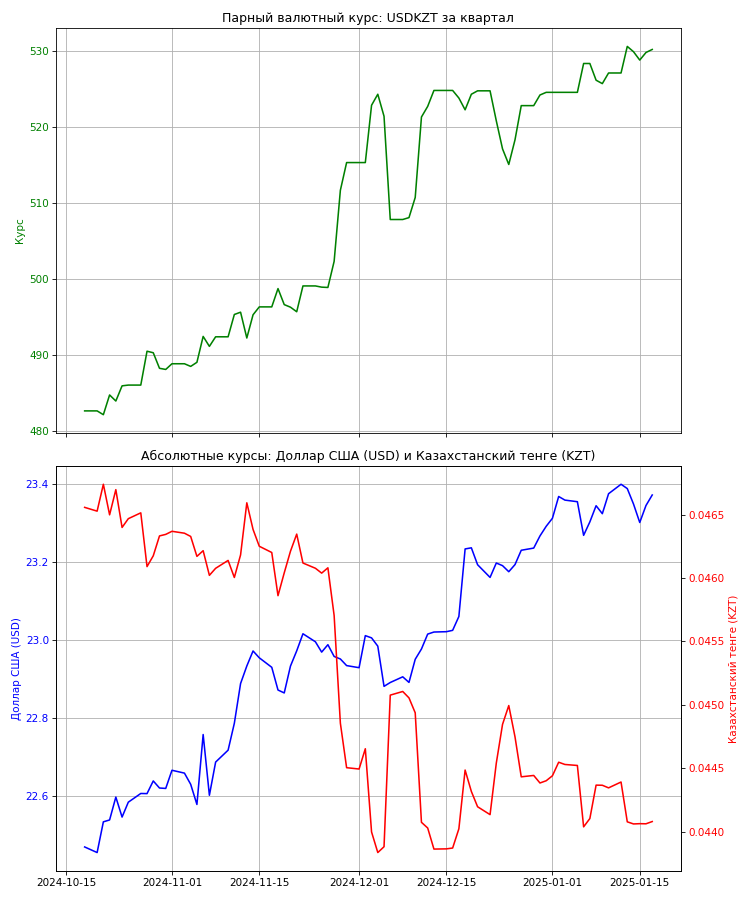 Парный валютный курс: USDKZT за квартал
530
520
510
500
490
480
Курс
Абсолютные курсы: Доллар США (USD) и Казахстанский тенге (KZT)
23.4
23.2
23.0
22.8
22.6
Доллар США (USD)
0.0465
0.0460
0.0455
0.0450
0.0445
0.0440
Казахстанский тенге (KZT)
2024-10-15 2024-11-01 2024-11-15 2024-12-01 2024-12-15 2025-01-01 2025-01-15